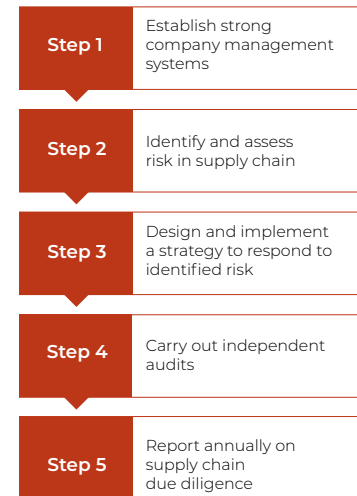 Step 1
Establish strong
company management
systems
Step 2
Identify and assess
risk in supply chain
Step 3
Design and implement
a strategy to respond to
identified risk
Step 4
Carry out independent
audits
Step 5
Report annually on
supply chain
due diligence